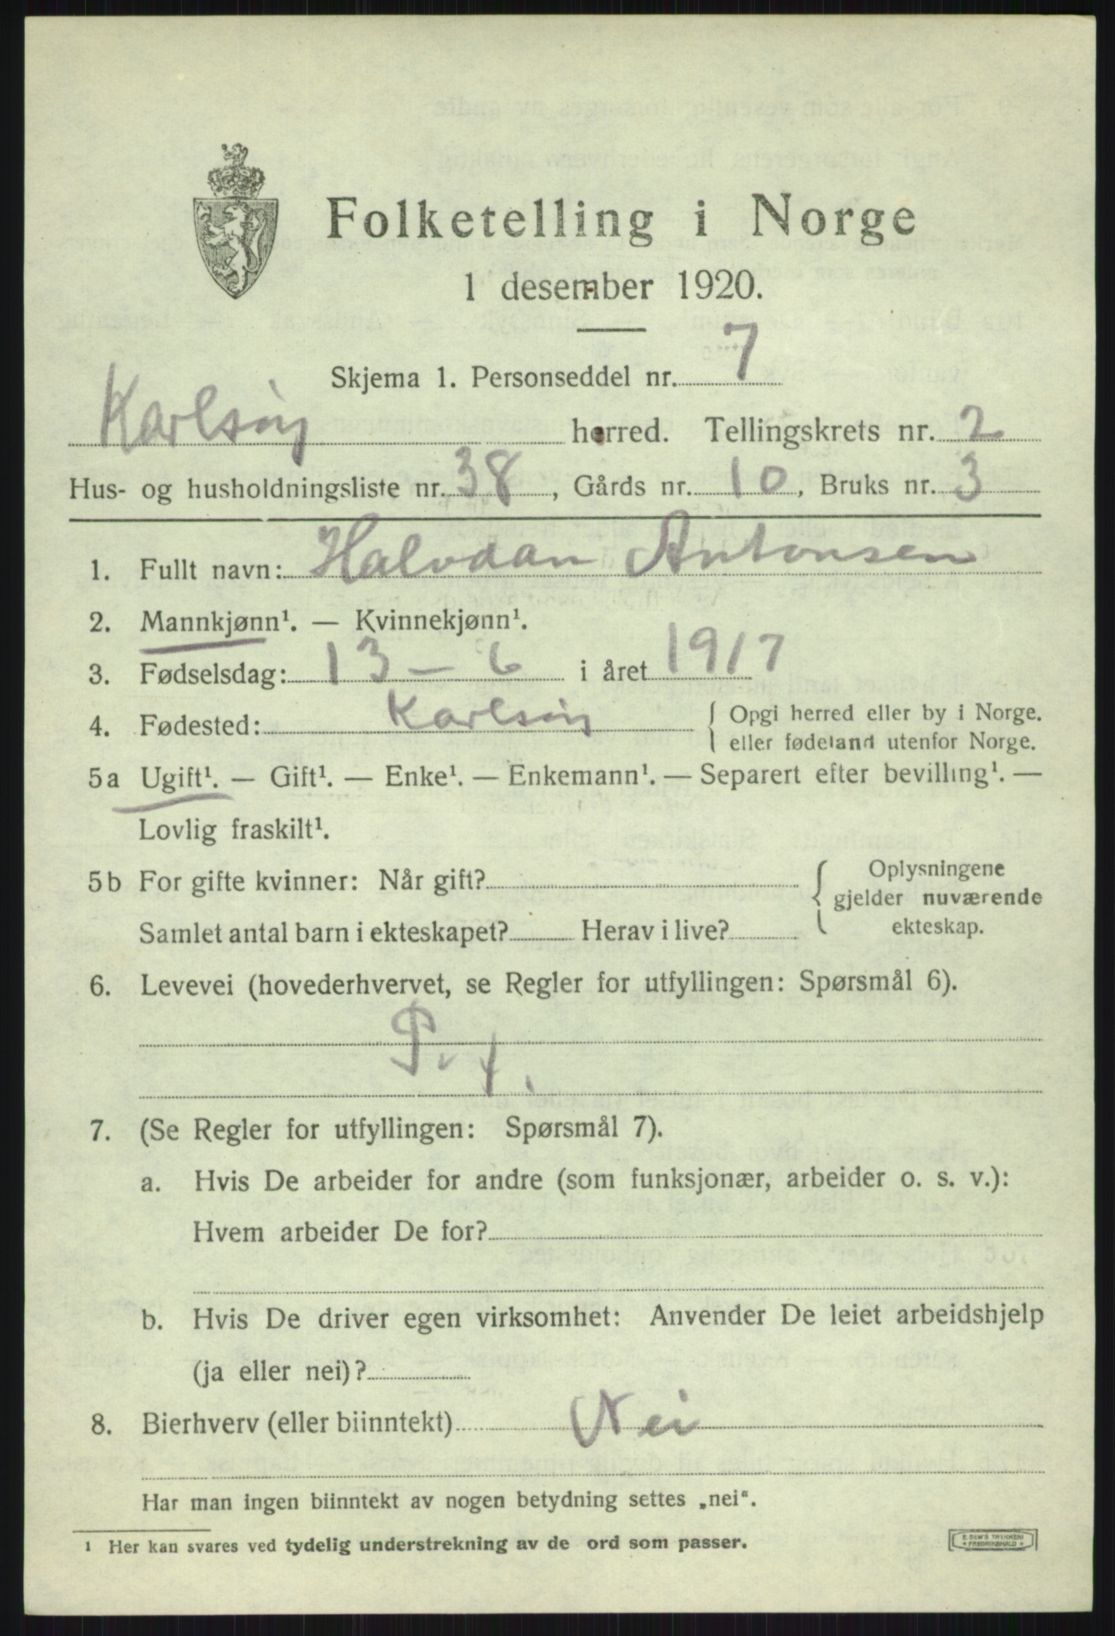 Folketelling i Norge
1 desember 1920.
Skjema 1. Personseddel nr. 7
Karlsøy herred. Tellingskrets nr. 2
Hus- og husholdningsliste nr. 38, Gårds nr. 10, Bruks nr. 3
1. Fullt navn: Halvdan Antonsen
2. Mannkjønn¹. — Kvinnekjønn¹.
3. Fødselsdag: 13 - 6 i året 1917
4. Fødested: Karlsøy { Opgi herred eller by i Norge.
eller fødeland utenfor Norge.
5a Ugift¹. — Gift¹. — Enke¹. — Enkemann¹. — Separert efter bevilling¹. —
Lovlig fraskilt¹.
5b For gifte kvinner: Når gift? { Oplysningene
gjelder nuværende
Samlet antal barn i ekteskapet? Herav i live? ekteskap.
6. Levevei (hovederhvervet, se Regler for utfyllingen: Spørsmål 6).
7. (Se Regler for utfyllingen: Spørsmål 7).
a. Hvis De arbeider for andre (som funksjonær, arbeider o. s. v.):
Hvem arbeider De for?
b. Hvis De driver egen virksomhet: Anvender De leiet arbeidshjelp
(ja eller nei)?
8. Bierhverv (eller biinntekt) Nei
Har man ingen biinntekt av nogen betydning settes „nei“.
¹ Her kan svares ved tydelig understrekning av de ord som passer.